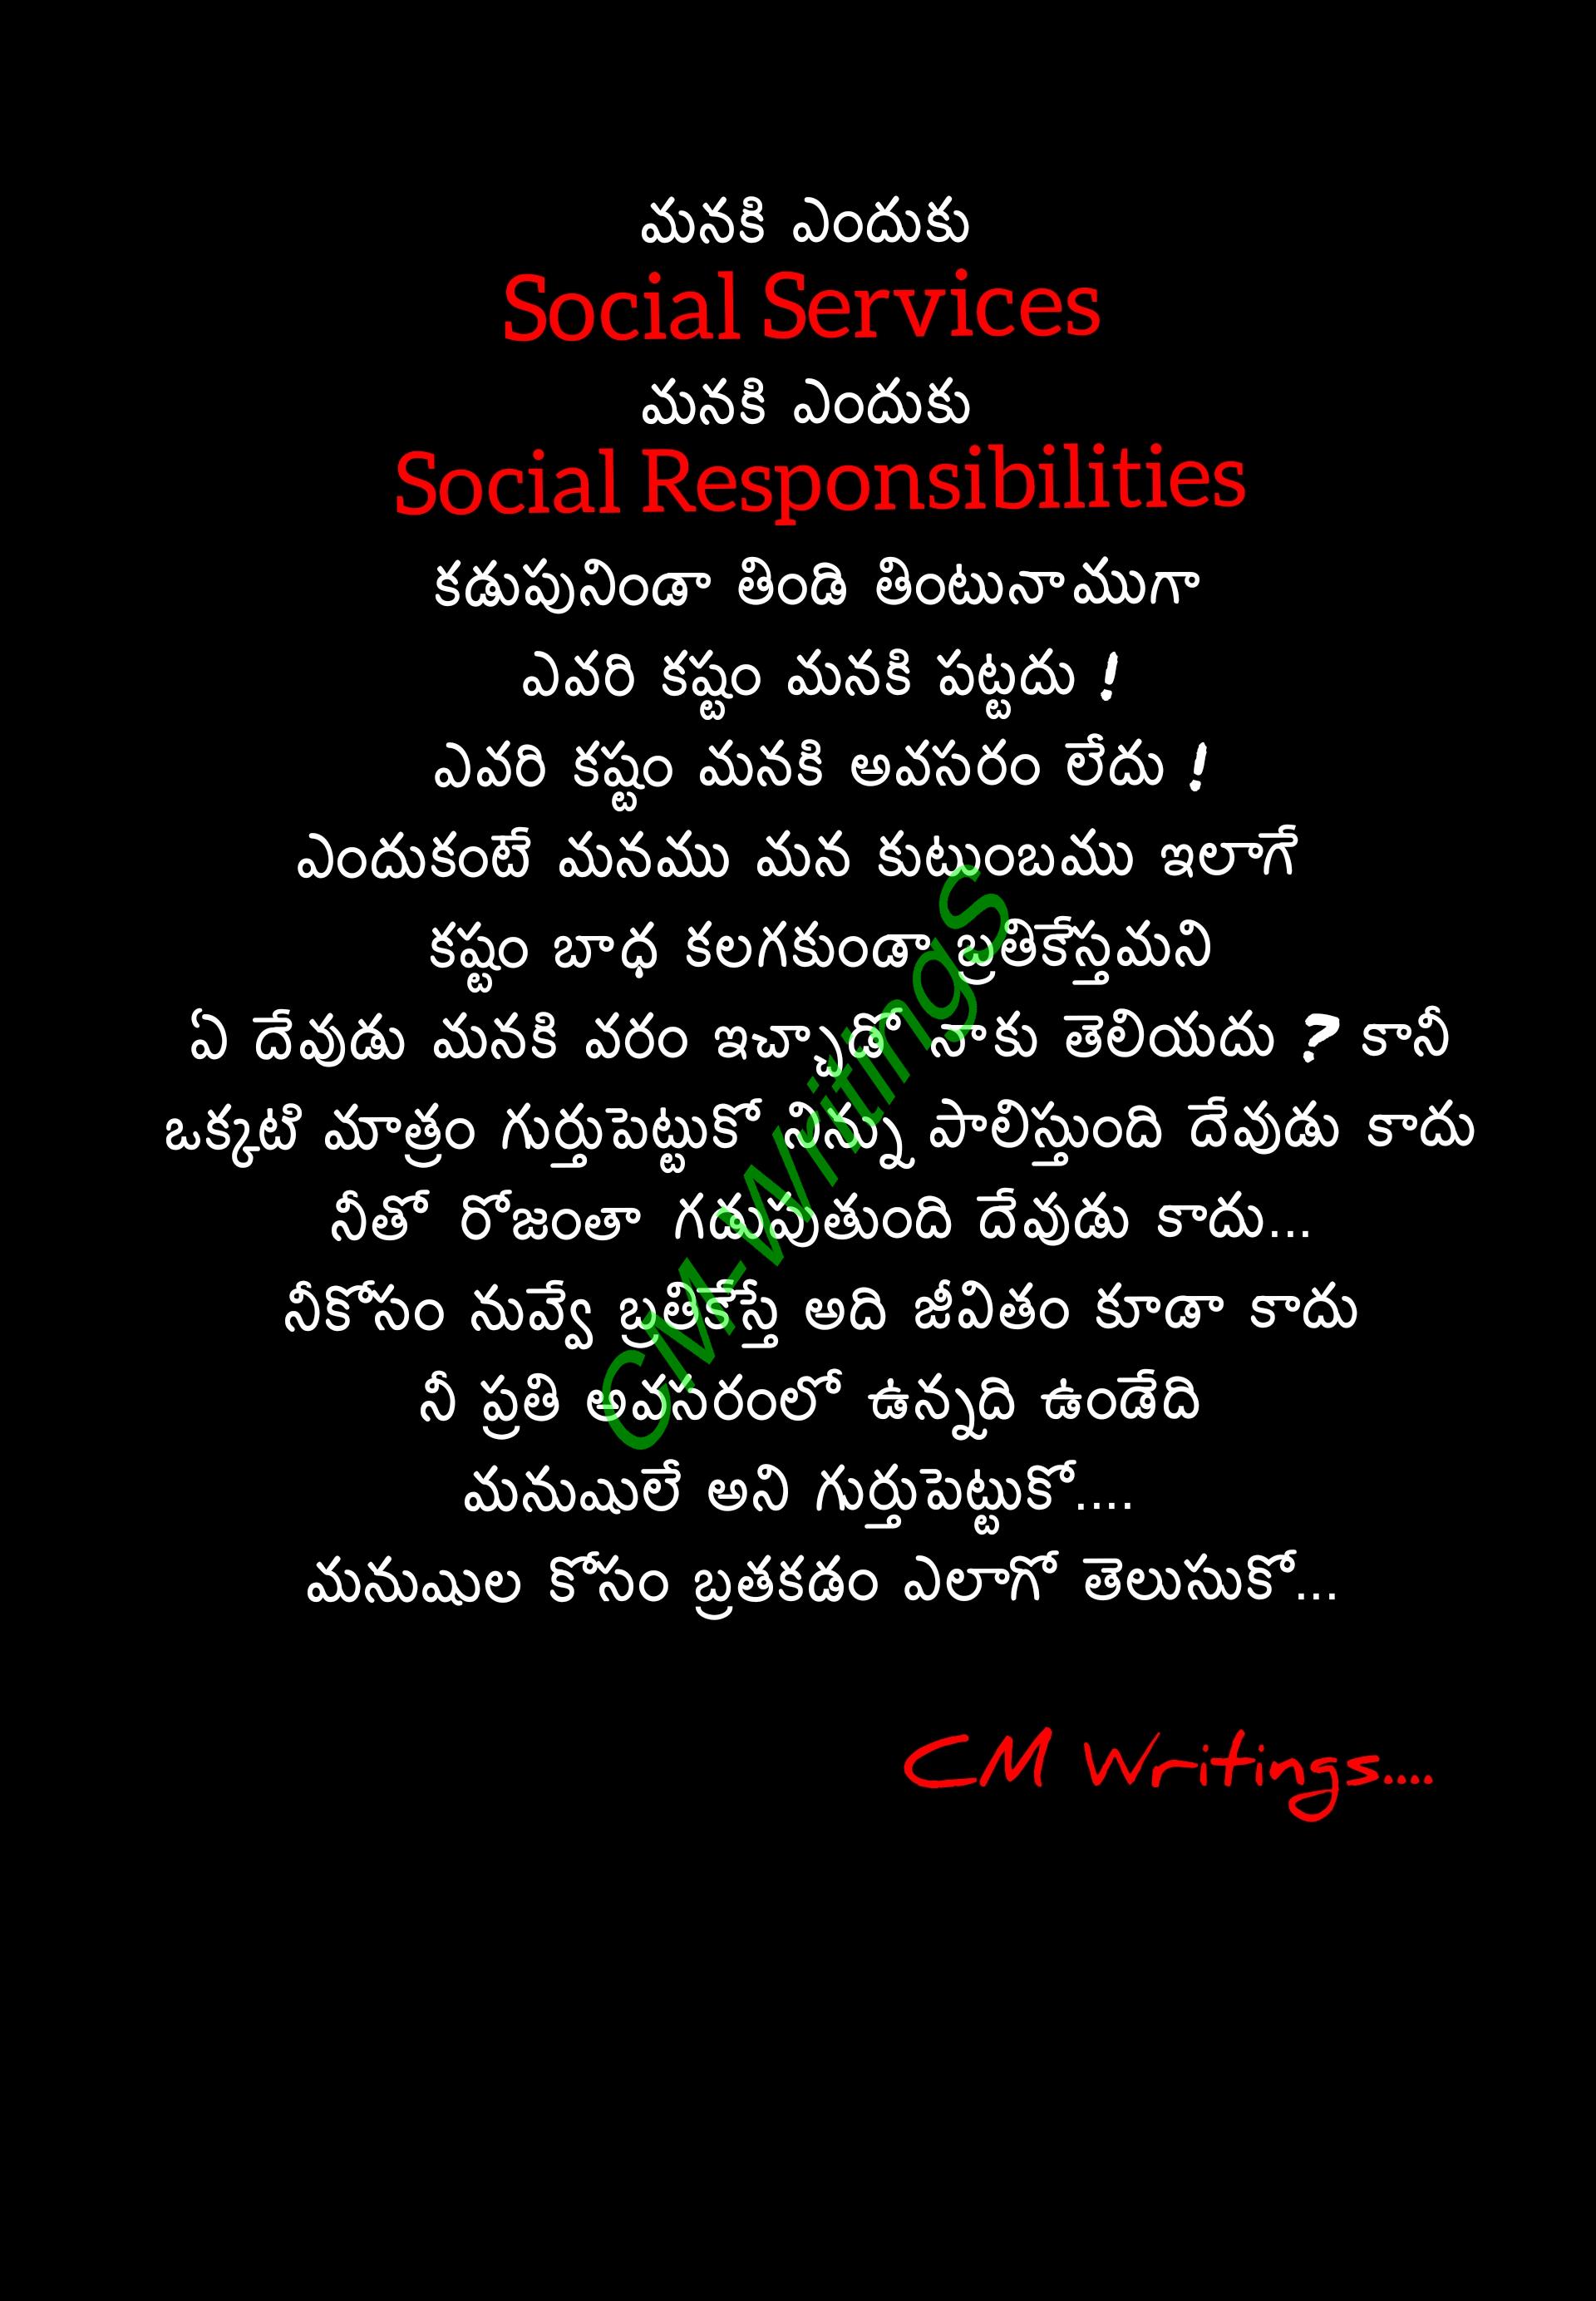 మనకి ఎందుకు
Social Services
మనకి ఎందుకు
Social Responsibilities
కడుపునిండా తిండి తింటునాముగా
ఎవరి కష్టం మనకి పట్టదు !
ఎవరి కష్టం మనకి అవసరం లేదు !
ఎందుకంటే మనము మన కుటుంబము ఇలాగే
కష్టం బాధ కలగకుండా బ్రతికేస్తమని
ఏ దేవుడు మనకి వరం ఇచ్చాడో నాకు తెలియదు ? కానీ
ఒక్కటి మాత్రం గుర్తుపెట్టుకో నిన్ను పాలిస్తుంది దేవుడు కాదు
నీతో రోజంతా గడుపుతుంది దేవుడు కాదు...
నీకోసం నువ్వే బ్రతికేస్తే అది జీవితం కూడా కాదు
నీ ప్రతి అవసరంలో ఉన్నది ఉండేది
మనుషులే అని గుర్తుపెట్టుకో....
మనుషుల కోసం బ్రతకడం ఎలాగో తెలుసుకో...
CM-Writings
CM Writings....